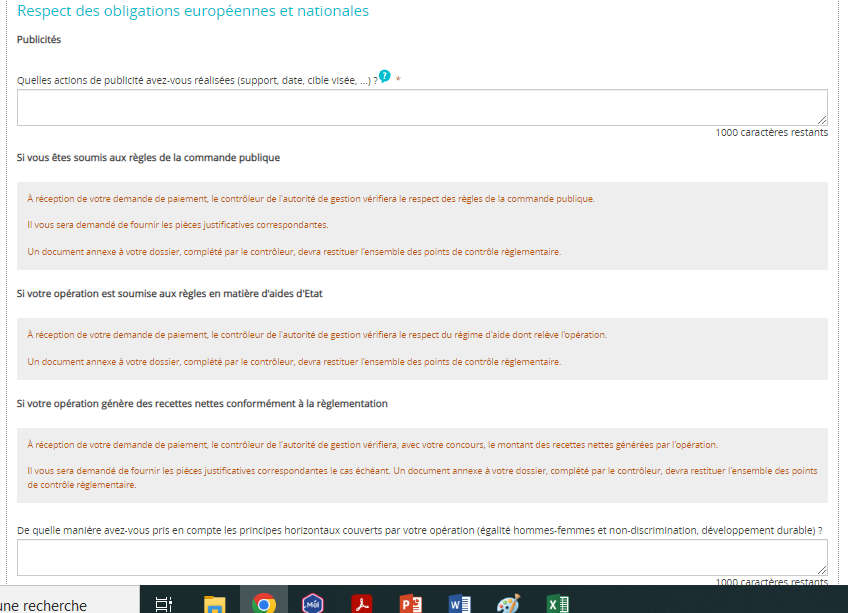 Respect des obligations européennes et nationales
Publicités
Quelles actions de publicité avez-vous réalisées (support, date, cible visée, ...) ? ? *
1000 caractères restants
Si vous êtes soumis aux règles de la commande publique
À réception de votre demande de paiement, le contrôleur de l'autorité de gestion vérifiera le respect des règles de la commande publique.
Il vous sera demandé de fournir les pièces justificatives correspondantes.
Un document annexe à votre dossier, complété par le contrôleur, devra restituer l'ensemble des points de contrôle règlementaire.
Si votre opération est soumise aux règles en matière d'aides d'Etat
À réception de votre demande de paiement, le contrôleur de l'autorité de gestion vérifiera le respect du régime d'aide dont relève l'opération.
Un document annexe à votre dossier, complété par le contrôleur, devra restituer l'ensemble des points de contrôle règlementaire.
Si votre opération génère des recettes nettes conformément à la règlementation
À réception de votre demande de paiement, le contrôleur de l'autorité de gestion vérifiera, avec votre concours, le montant des recettes nettes générées par l'opération.
Il vous sera demandé de fournir les pièces justificatives correspondantes le cas échéant. Un document annexe à votre dossier, complété par le contrôleur, devra restituer l'ensemble des points
de contrôle règlementaire.
De quelle manière avez-vous pris en compte les principes horizontaux couverts par votre opération (égalité hommes-femmes et non-discrimination, développement durable) ?
1000 caractères restants
une recherche